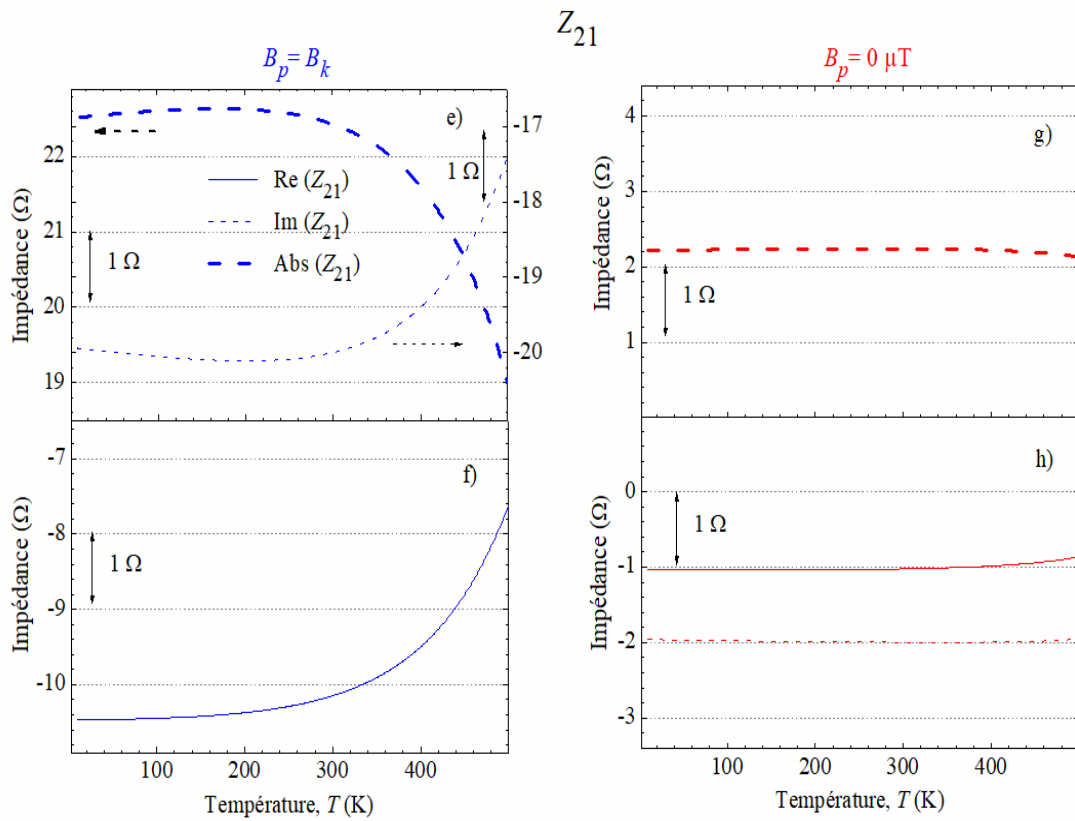 Z21
Bp= Bk
Bp= 0 µT
e)
22
21
20
19
Impédance (Ω)
1 Ω
Re (Z21)
Im (Z21)
Abs (Z21)
-17
-18
-19
-20
1 Ω
g)
4
3
2
1
Impédance (Ω)
1 Ω
f)
-7
-8
-9
-10
Impédance (Ω)
1 Ω
100 200 300 400
Température, T (K)
h)
0
-1
-2
-3
Impédance (Ω)
1 Ω
100 200 300 400
Température, T (K)